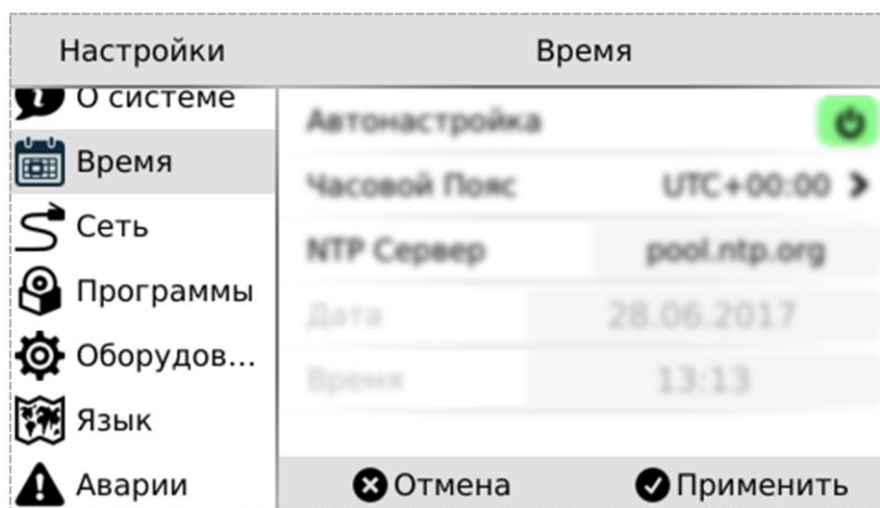 Настройки
Время
О системе
Время
Сеть
Программы
Оборудов...
Язык
Аварии
Автонастройка
Часовой Пояс UTC+00:00
NTP Сервер pool.ntp.org
Дата 28.06.2017
Время 13:13
Отмена Применить